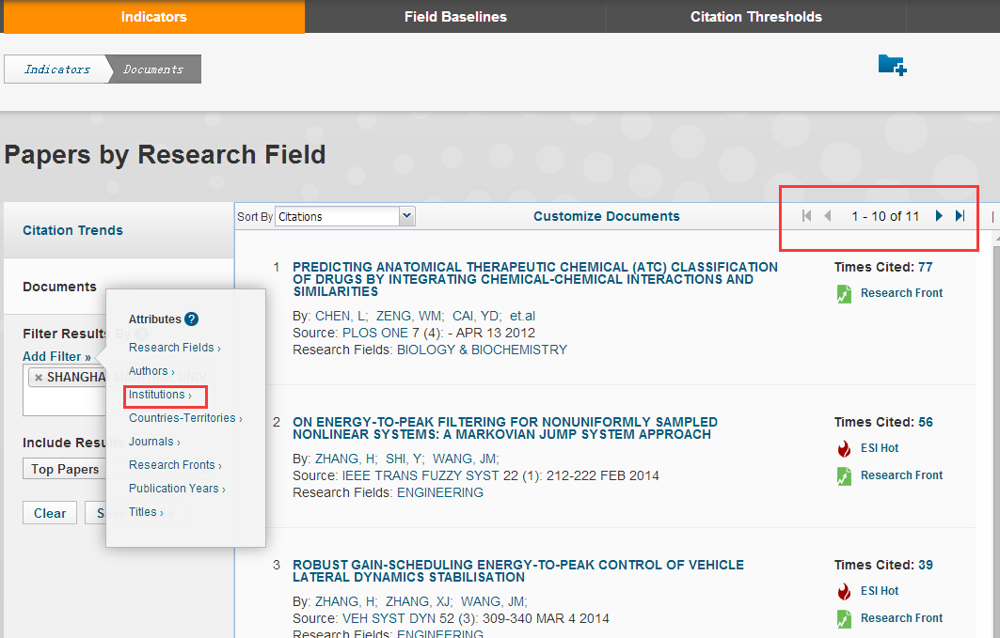 Indicators Field Baselines Citation Thresholds
Indicators Documents
Papers by Research Field
Citation Trends
Documents
Filter Results By ?
Add Filter »
SHANGHAI UNIV
Include Results
Top Papers
Clear
Attributes ?
Research Fields ›
Authors ›
Institutions ›
Countries-Territories ›
Journals ›
Research Fronts ›
Publication Years ›
Titles ›
Sort By Citations Customize Documents 1 - 10 of 11
1 PREDICTING ANATOMICAL THERAPEUTIC CHEMICAL (ATC) CLASSIFICATION
OF DRUGS BY INTEGRATING CHEMICAL-CHEMICAL INTERACTIONS AND
SIMILARITIES
By: CHEN, L; ZENG, WM; CAI, YD; et.al
Source: PLOS ONE 7 (4): - APR 13 2012
Research Fields: BIOLOGY & BIOCHEMISTRY
Times Cited: 77
Research Front
2 ON ENERGY-TO-PEAK FILTERING FOR NONUNIFORMLY SAMPLED
NONLINEAR SYSTEMS: A MARKOVIAN JUMP SYSTEM APPROACH
By: ZHANG, H; SHI, Y; WANG, JM;
Source: IEEE TRANS FUZZY SYST 22 (1): 212-222 FEB 2014
Research Fields: ENGINEERING
Times Cited: 56
ESI Hot
Research Front
3 ROBUST GAIN-SCHEDULING ENERGY-TO-PEAK CONTROL OF VEHICLE
LATERAL DYNAMICS STABILISATION
By: ZHANG, H; ZHANG, XJ; WANG, JM;
Source: VEH SYST DYN 52 (3): 309-340 MAR 4 2014
Research Fields: ENGINEERING
Times Cited: 39
ESI Hot
Research Front